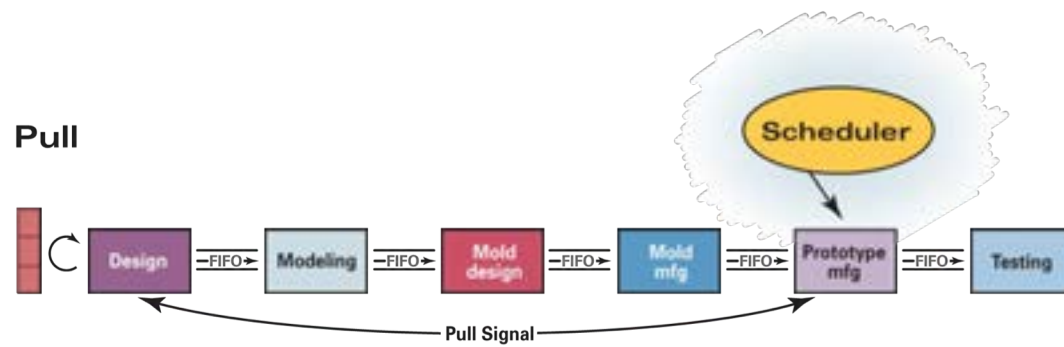 Scheduler
Pull
Design
FIFO
Modeling
FIFO
Mold
design
FIFO
Mold
mfg
FIFO
Prototype
mfg
FIFO
Testing
Pull Signal